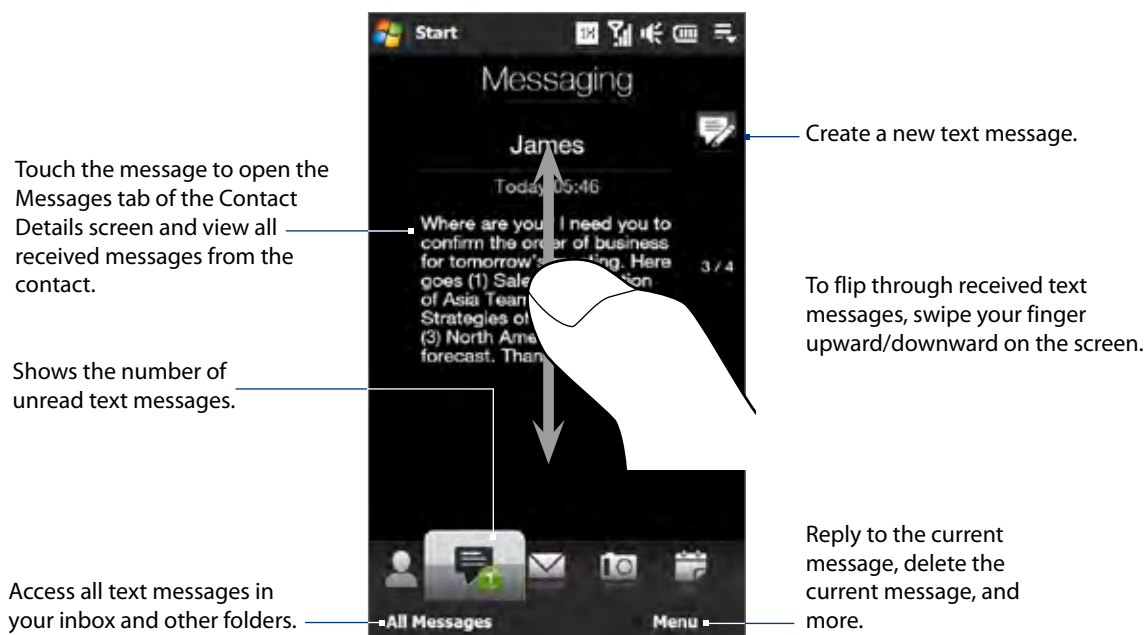 Start
Messaging
James
Today 05:46
Where are you? I need you to
confirm the order of business
for tomorrow's
ting. Here
goes (1) Sale
tion
of Asia Team
Strategies of
(3) North Ame
forecast. Than
3 / 4
1
All Messages
Menu
Touch the message to open the
Messages tab of the Contact
Details screen and view all
received messages from the
contact.
Shows the number of
unread text messages.
Access all text messages in
your inbox and other folders.
Create a new text message.
To flip through received text
messages, swipe your finger
upward/downward on the screen.
Reply to the current
message, delete the
current message, and
more.